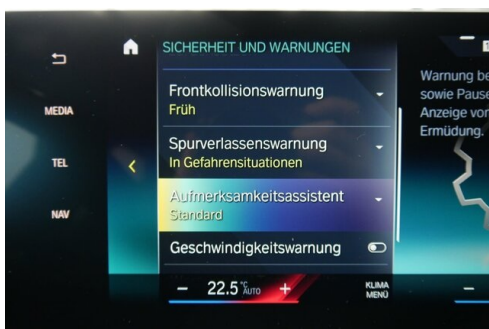 SICHERHEIT UND WARNUNGEN
MEDIA
TEL
NAV
Frontkollisionswarnung
Früh
Spurverlassenswarnung
In Gefahrensituationen
Aufmerksamkeitsassistent
Standard
Geschwindigkeitswarnung
Warnung be
sowie Pause
Anzeige vor
Ermüdung.
− 22.5 °C AUTO +
KLIMA
MENÜ
−